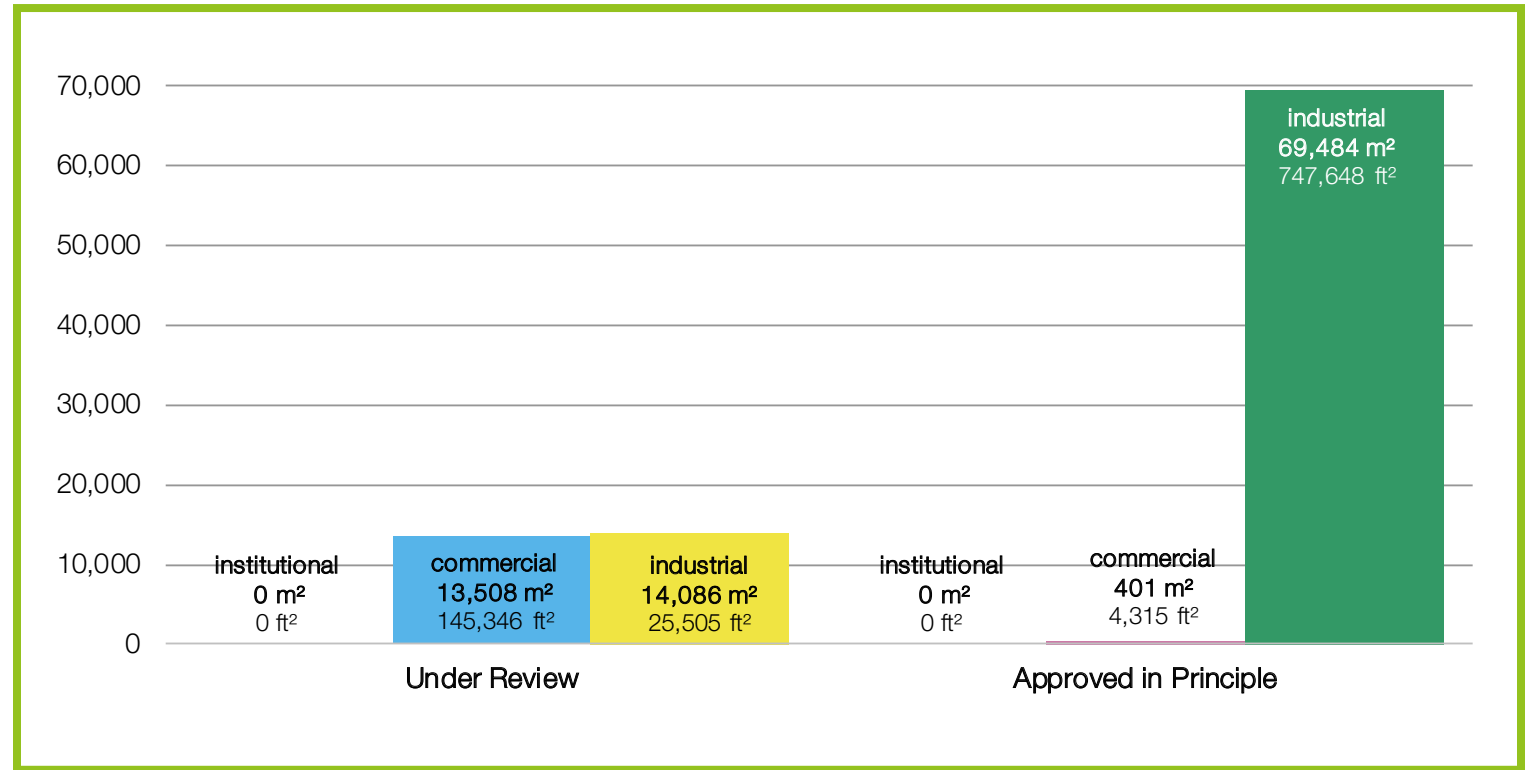 70,000
60,000
50,000
40,000
30,000
20,000
10,000
0
institutional
0 m²
0 ft²
commercial
13,508 m²
145,346 ft²
industrial
14,086 m²
25,505 ft²
institutional
0 m²
0 ft²
commercial
401 m²
4,315 ft²
industrial
69,484 m²
747,648 ft²
Under Review
Approved in Principle